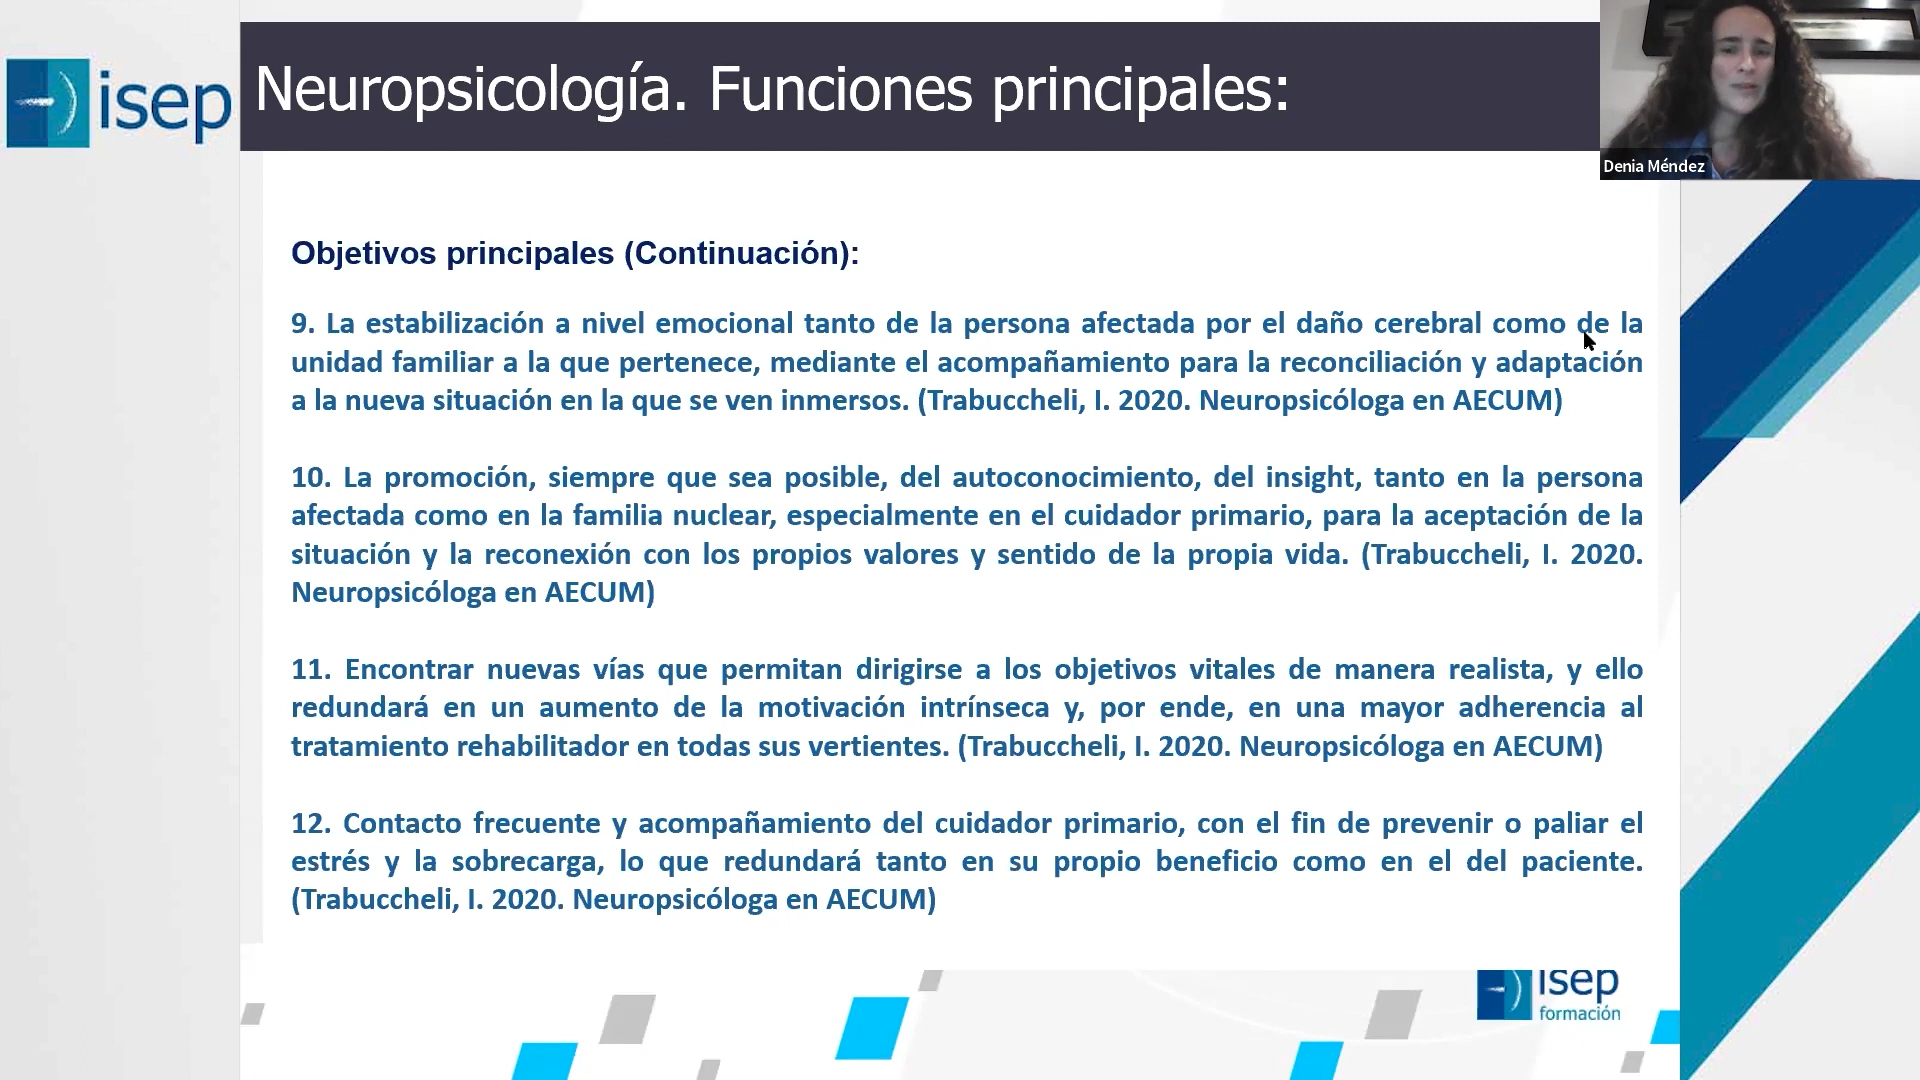 isep
Neuropsicología. Funciones principales:
Denia Méndez
Objetivos principales (Continuación):
9. La estabilización a nivel emocional tanto de la persona afectada por el daño cerebral como de la
unidad familiar a la que pertenece, mediante el acompañamiento para la reconciliación y adaptación
a la nueva situación en la que se ven inmersos. (Trabuccheli, I. 2020. Neuropsicóloga en AECUM)
10. La promoción, siempre que sea posible, del autoconocimiento, del insight, tanto en la persona
afectada como en la familia nuclear, especialmente en el cuidador primario, para la aceptación de la
situación y la reconexión con los propios valores y sentido de la propia vida. (Trabuccheli, I. 2020.
Neuropsicóloga en AECUM)
11. Encontrar nuevas vías que permitan dirigirse a los objetivos vitales de manera realista, y ello
redundará en un aumento de la motivación intrínseca y, por ende, en una mayor adherencia al
tratamiento rehabilitador en todas sus vertientes. (Trabuccheli, I. 2020. Neuropsicóloga en AECUM)
12. Contacto frecuente y acompañamiento del cuidador primario, con el fin de prevenir o paliar el
estrés y la sobrecarga, lo que redundará tanto en su propio beneficio como en el del paciente.
(Trabuccheli, I. 2020. Neuropsicóloga en AECUM)
isep
formación